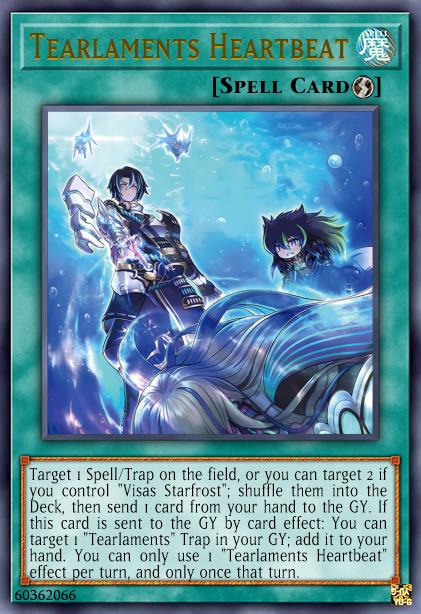 TEARLAMENTS HEARTBEAT
SPELL
魔
[SPELL CARD]
Target 1 Spell/Trap on the field, or you can target 2 if
you control "Visas Starfrost"; shuffle them into the
Deck, then send 1 card from your hand to the GY. If
this card is sent to the GY by card effect: You can
target 1 "Tearlaments" Trap in your GY; add it to your
hand. You can only use 1 "Tearlaments Heartbeat"
effect per turn, and only once that turn.
60362066